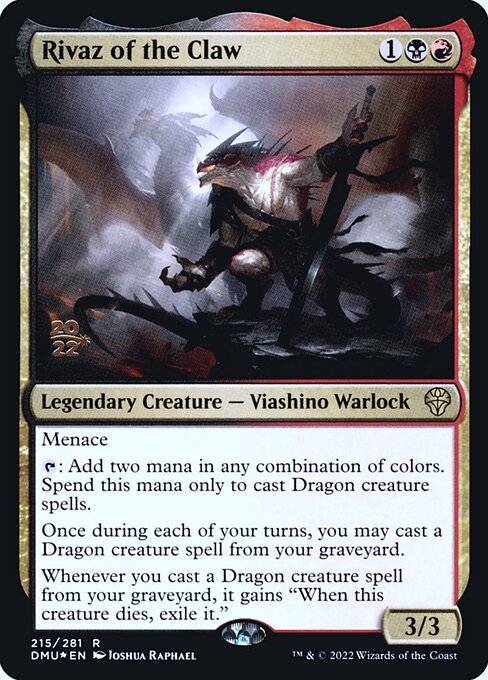 Rivaz of the Claw 1
20
22
Legendary Creature — Viashino Warlock
Menace
: Add two mana in any combination of colors.
Spend this mana only to cast Dragon creature
spells.
Once during each of your turns, you may cast a
Dragon creature spell from your graveyard.
Whenever you cast a Dragon creature spell
from your graveyard, it gains “When this
creature dies, exile it.”
3/3
215/281 R
DMU★EN Joshua Raphael
™ & © 2022 Wizards of the Coast